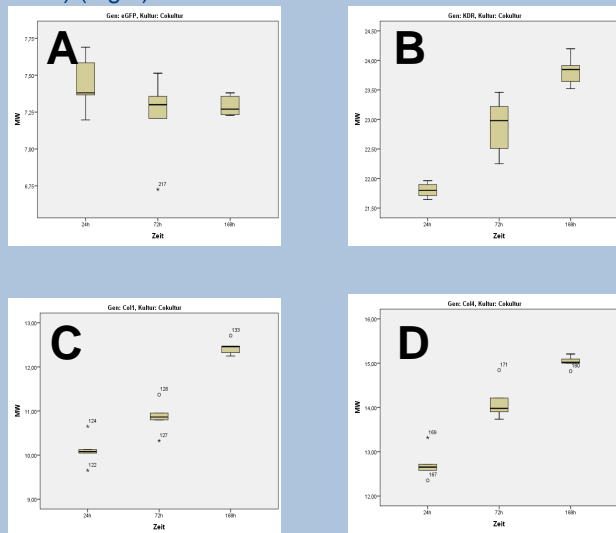 Gen: eGFP, Kultur: Cokultur
A
7,75
7,50
7,25
7,00
6,75
MW
217
24h
72h
168h
Zeit
Gen: KDR, Kultur: Cokultur
B
24,50
24,00
23,50
23,00
22,50
22,00
21,50
MW
24h
72h
168h
Zeit
Gen: Col1, Kultur: Cokultur
C
13,00
12,00
11,00
10,00
9,00
MW
124
122
126
127
133
24h
72h
168h
Zeit
Gen: Col4, Kultur: Cokultur
D
16,00
15,00
14,00
13,00
12,00
MW
169
167
171
24h
72h
168h
Zeit